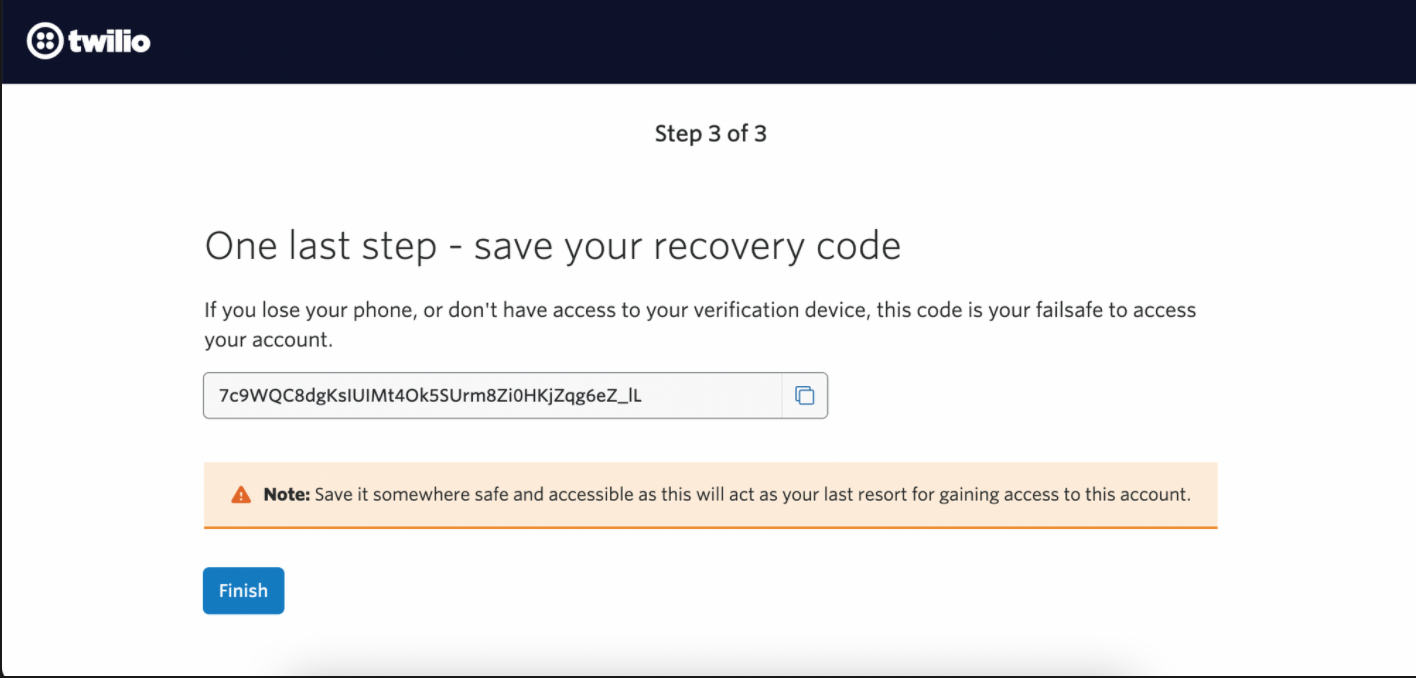 twilio
Step 3 of 3
One last step - save your recovery code
If you lose your phone, or don't have access to your verification device, this code is your failsafe to access
your account.
7c9WQC8dgKsIUIMt4Ok5SUrm8Zi0HKjZqg6eZ_lL
Note: Save it somewhere safe and accessible as this will act as your last resort for gaining access to this account.
Finish